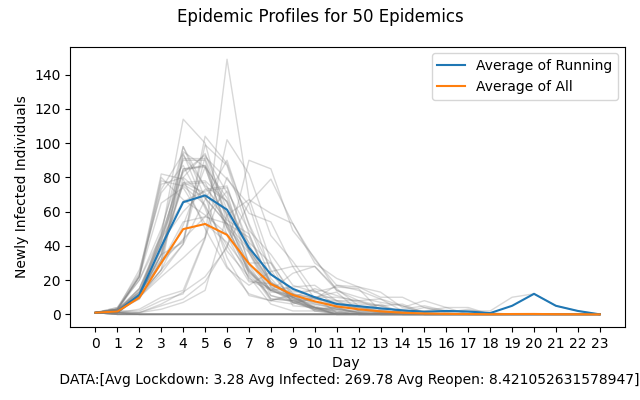 Epidemic Profiles for 50 Epidemics
Average of Running
Average of All
Newly Infected Individuals
140
120
100
80
60
40
20
0
0 1 2 3 4 5 6 7 8 9 10 11 12 13 14 15 16 17 18 19 20 21 22 23
Day
DATA:[Avg Lockdown: 3.28 Avg Infected: 269.78 Avg Reopen: 8.421052631578947]